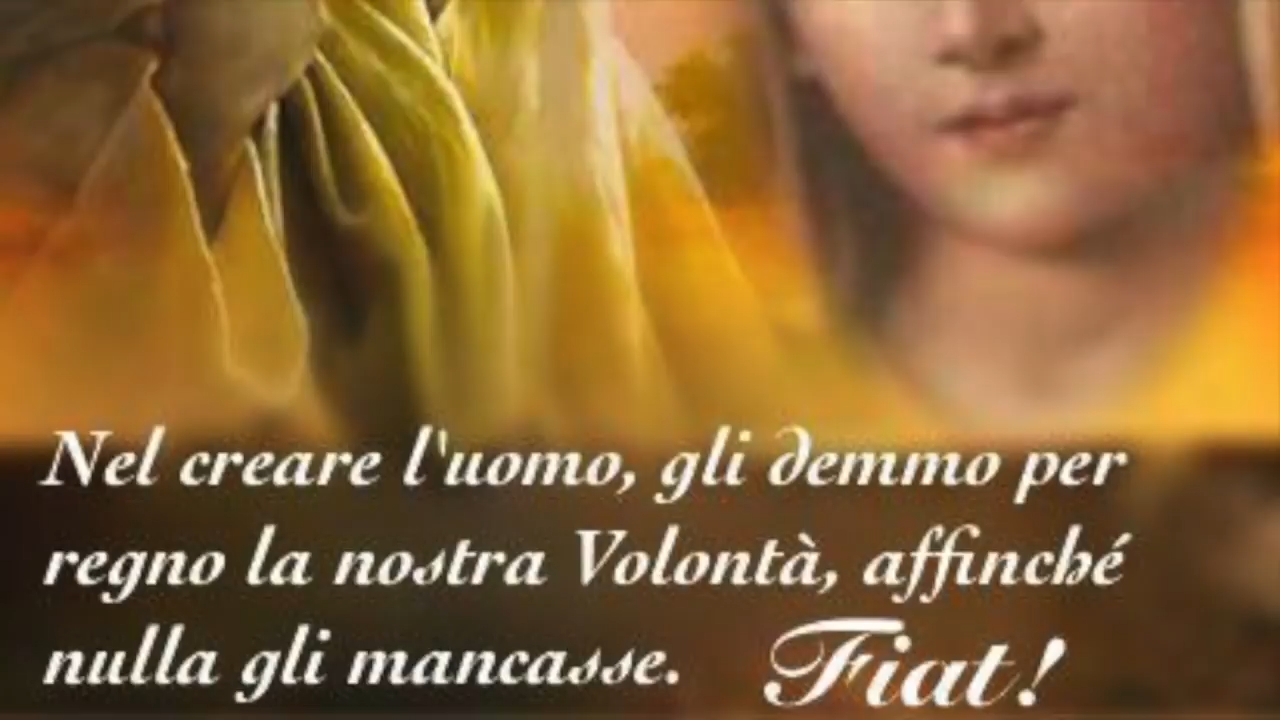 Nel creare l'uomo, gli demmo per
regno la nostra Volontà, affinché
nulla gli mancasse. Fiat!